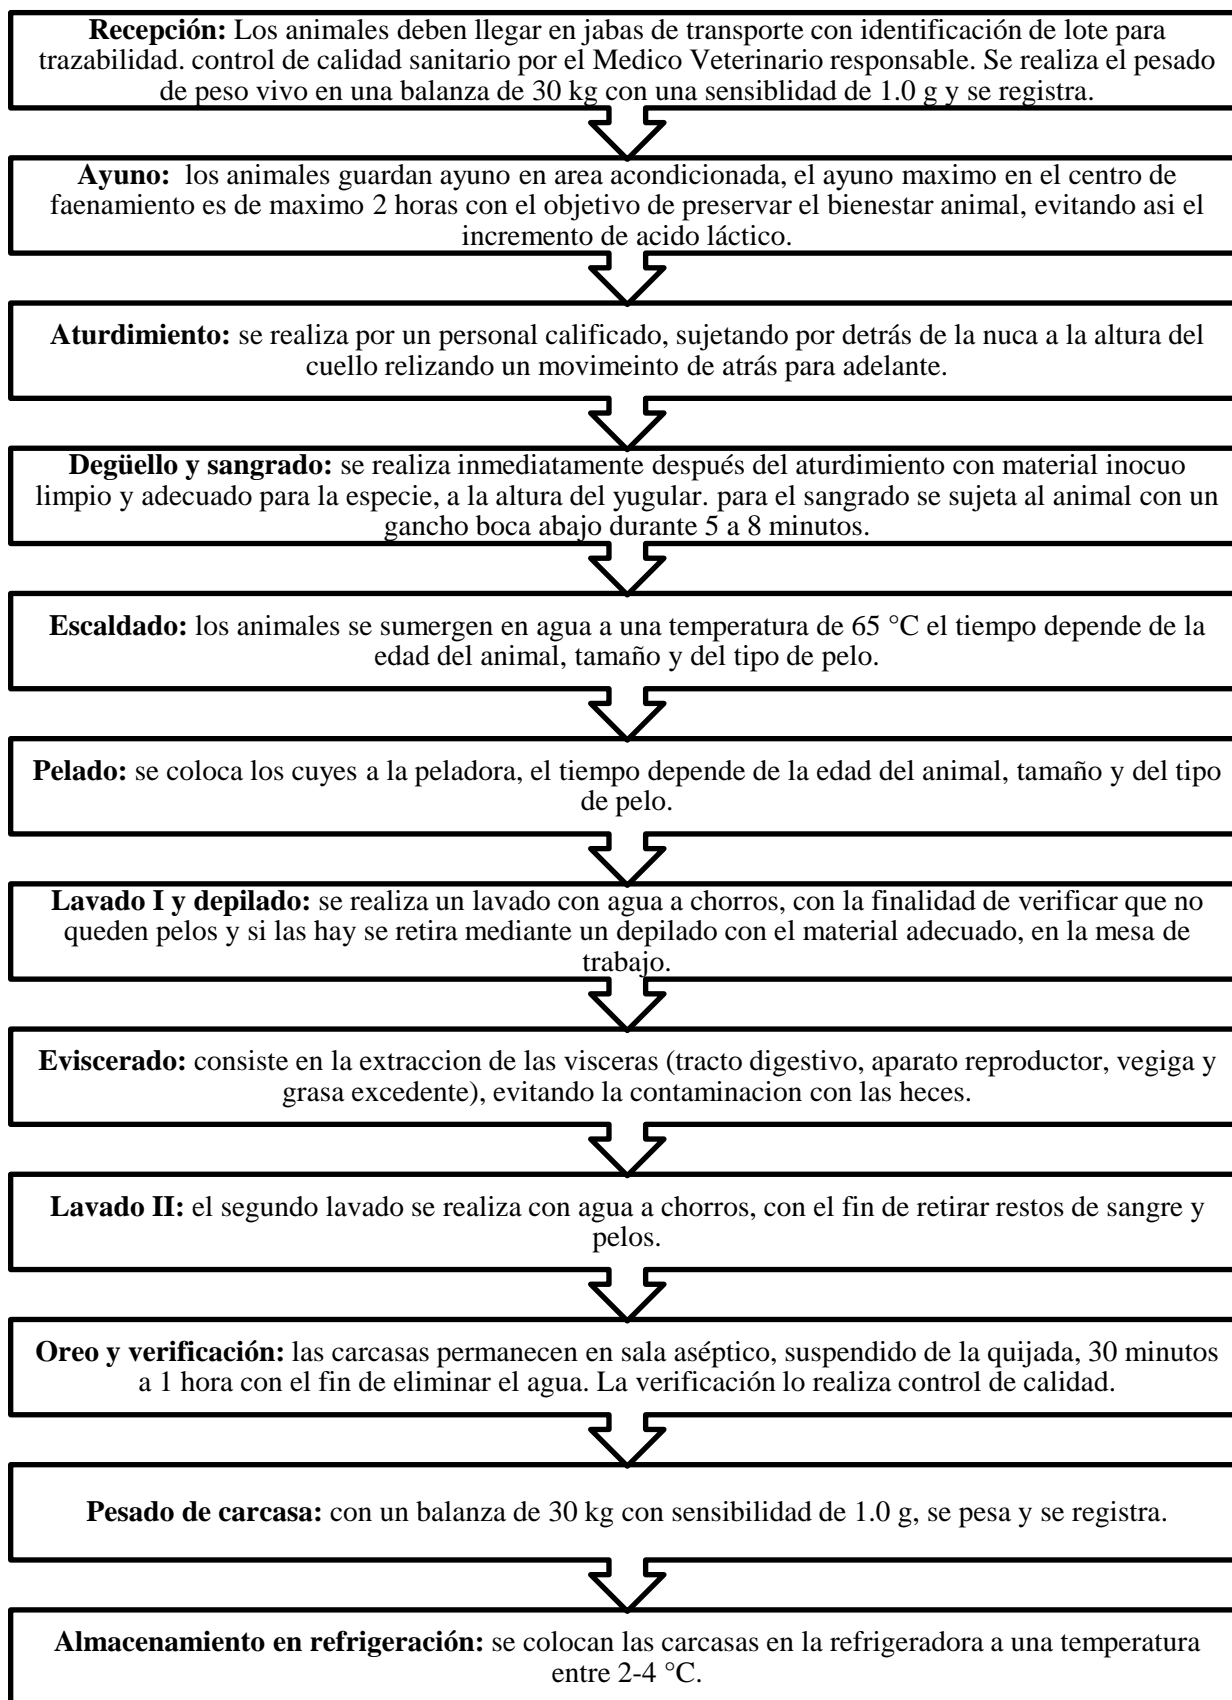 Recepción: Los animales deben llegar en jabas de transporte con identificación de lote para
trazabilidad. control de calidad sanitario por el Medico Veterinario responsable. Se realiza el pesado
de peso vivo en una balanza de 30 kg con una sensiblidad de 1.0 g y se registra.
Ayuno: los animales guardan ayuno en area acondicionada, el ayuno maximo en el centro de
faenamiento es de maximo 2 horas con el objetivo de preservar el bienestar animal, evitando asi el
incremento de acido láctico.
Aturdimiento: se realiza por un personal calificado, sujetando por detrás de la nuca a la altura del
cuello relizando un movimeinto de atrás para adelante.
Degüello y sangrado: se realiza inmediatamente después del aturdimiento con material inocuo
limpio y adecuado para la especie, a la altura del yugular. para el sangrado se sujeta al animal con un
gancho boca abajo durante 5 a 8 minutos.
Escaldado: los animales se sumergen en agua a una temperatura de 65 °C el tiempo depende de la
edad del animal, tamaño y del tipo de pelo.
Pelado: se coloca los cuyes a la peladora, el tiempo depende de la edad del animal, tamaño y del tipo
de pelo.
Lavado I y depilado: se realiza un lavado con agua a chorros, con la finalidad de verificar que no
queden pelos y si las hay se retira mediante un depilado con el material adecuado, en la mesa de
trabajo.
Eviscerado: consiste en la extraccion de las visceras (tracto digestivo, aparato reproductor, vegiga y
grasa excedente), evitando la contaminacion con las heces.
Lavado II: el segundo lavado se realiza con agua a chorros, con el fin de retirar restos de sangre y
pelos.
Oreo y verificación: las carcasas permanecen en sala aséptico, suspendido de la quijada, 30 minutos
a 1 hora con el fin de eliminar el agua. La verificación lo realiza control de calidad.
Pesado de carcasa: con un balanza de 30 kg con sensibilidad de 1.0 g, se pesa y se registra.
Almacenamiento en refrigeración: se colocan las carcasas en la refrigeradora a una temperatura
entre 2-4 °C.